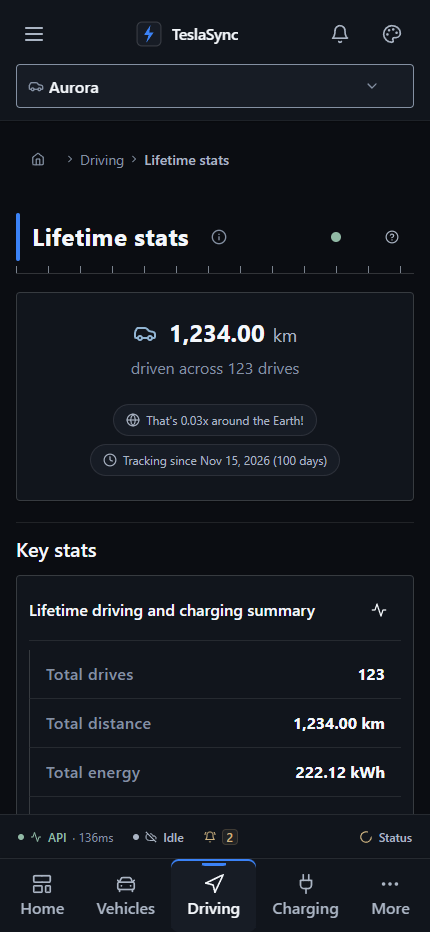 TeslaSync
Aurora
Driving > Lifetime stats
Lifetime stats
1,234.00 km
driven across 123 drives
That's 0.03x around the Earth!
Tracking since Nov 15, 2026 (100 days)
Key stats
Lifetime driving and charging summary
Total drives 123
Total distance 1,234.00 km
Total energy 222.12 kWh
API · 136ms Idle 2 Status
Home Vehicles Driving Charging More